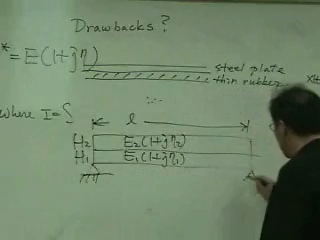 Drawbacks?
* = E(1+jη)
steel plate
thin rubber
where I = ∫
l
H2 E2(1+jη2)
H1 E1(1+jη1)